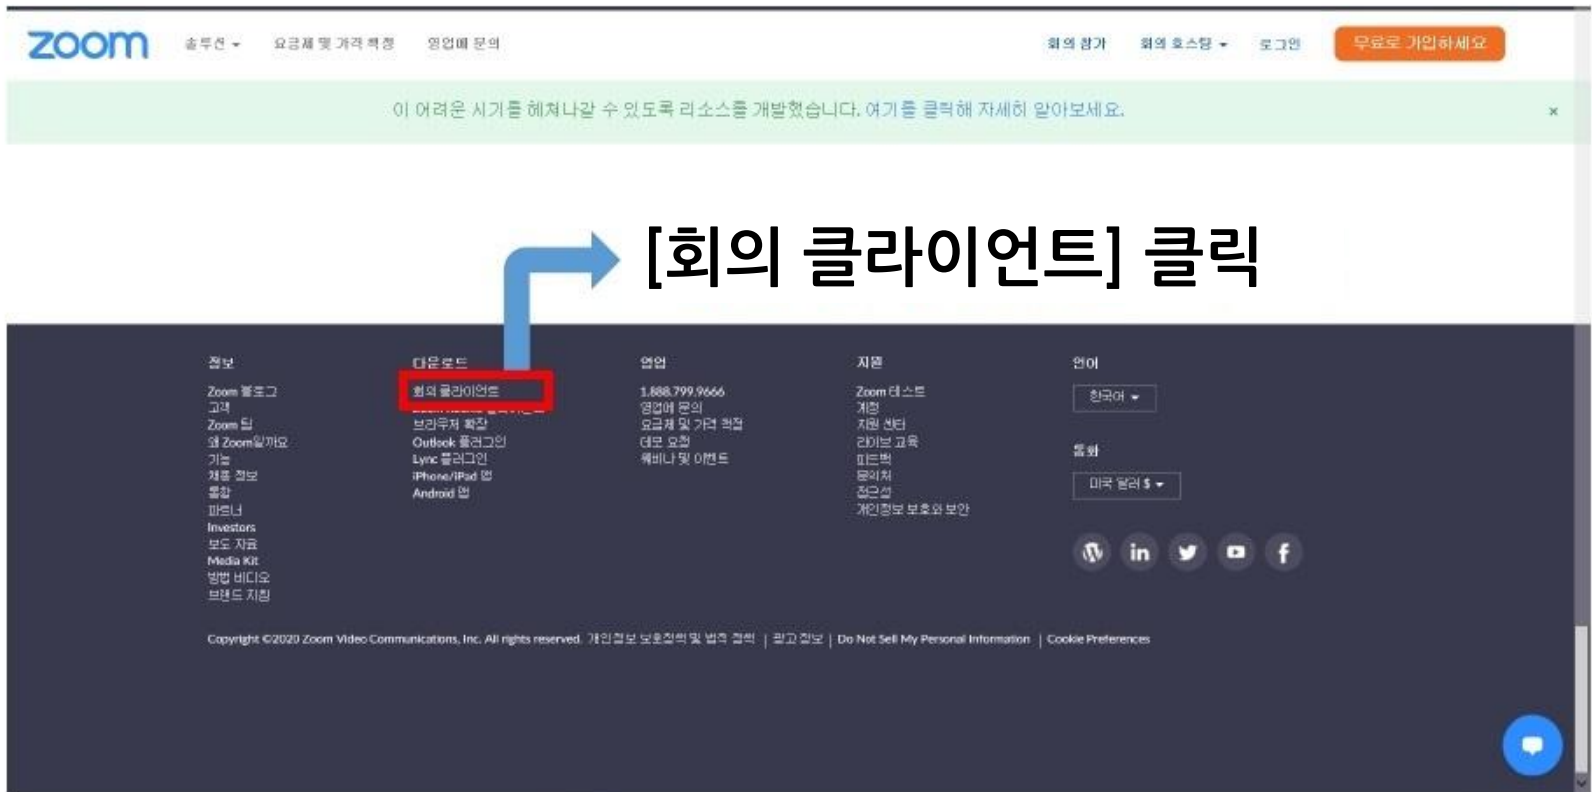 zoom
솔루션 요금제 및 가격 책정 영업에 문의 회의 참가 회의 호스팅 로그인 무료로 가입하세요
이 어려운 시기를 헤쳐나갈 수 있도록 리소스를 개발했습니다. 여기를 클릭해 자세히 알아보세요. ×
[회의 클라이언트] 클릭
정보
Zoom 블로그
고객
Zoom 팀
왜 Zoom일까요
기능
채용 정보
통합
파트너
Investors
보도 자료
Media Kit
방법 비디오
브랜드 지침
다운로드
회의 클라이언트
브라우저 확장
Outlook 플러그인
Lync 플러그인
iPhone/iPad 앱
Android 앱
영업
1.888.799.9666
영업에 문의
요금제 및 가격 책정
데모 요청
웨비나 및 이벤트
지원
Zoom 테스트
계정
지원 센터
라이브 교육
피드백
문의처
접근성
개인정보 보호와 보안
언어
한국어
통화
미국 달러 $
Copyright ©2020 Zoom Video Communications, Inc. All rights reserved. 개인정보 보호정책 및 법적 정책 | 광고 정보 | Do Not Sell My Personal Information | Cookie Preferences